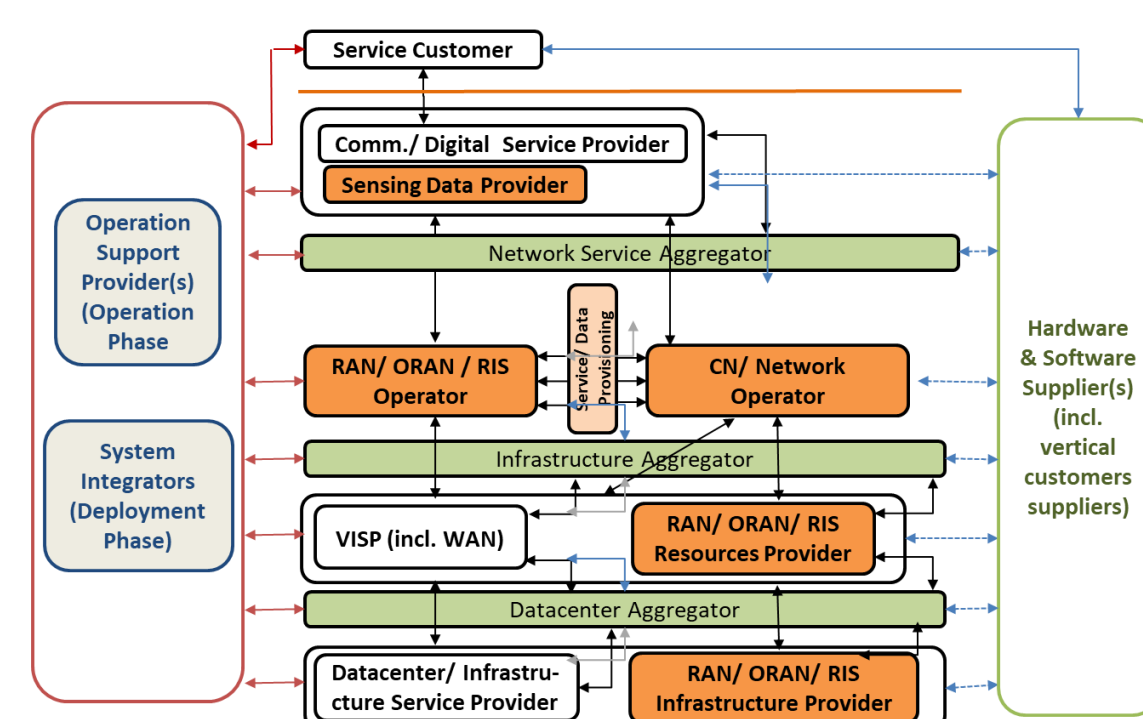 Service Customer
Comm./ Digital Service Provider
Sensing Data Provider
Operation
Support
Provider(s)
(Operation
Phase
Network Service Aggregator
Service/ Data
Provisioning
RAN/ ORAN / RIS
Operator
CN/ Network
Operator
Hardware
& Software
Supplier(s)
(incl.
vertical
customers
suppliers)
System
Integrators
(Deployment
Phase)
Infrastructure Aggregator
VISP (incl. WAN)
RAN/ ORAN/ RIS
Resources Provider
Datacenter Aggregator
Datacenter/ Infrastru-
cture Service Provider
RAN/ ORAN/ RIS
Infrastructure Provider